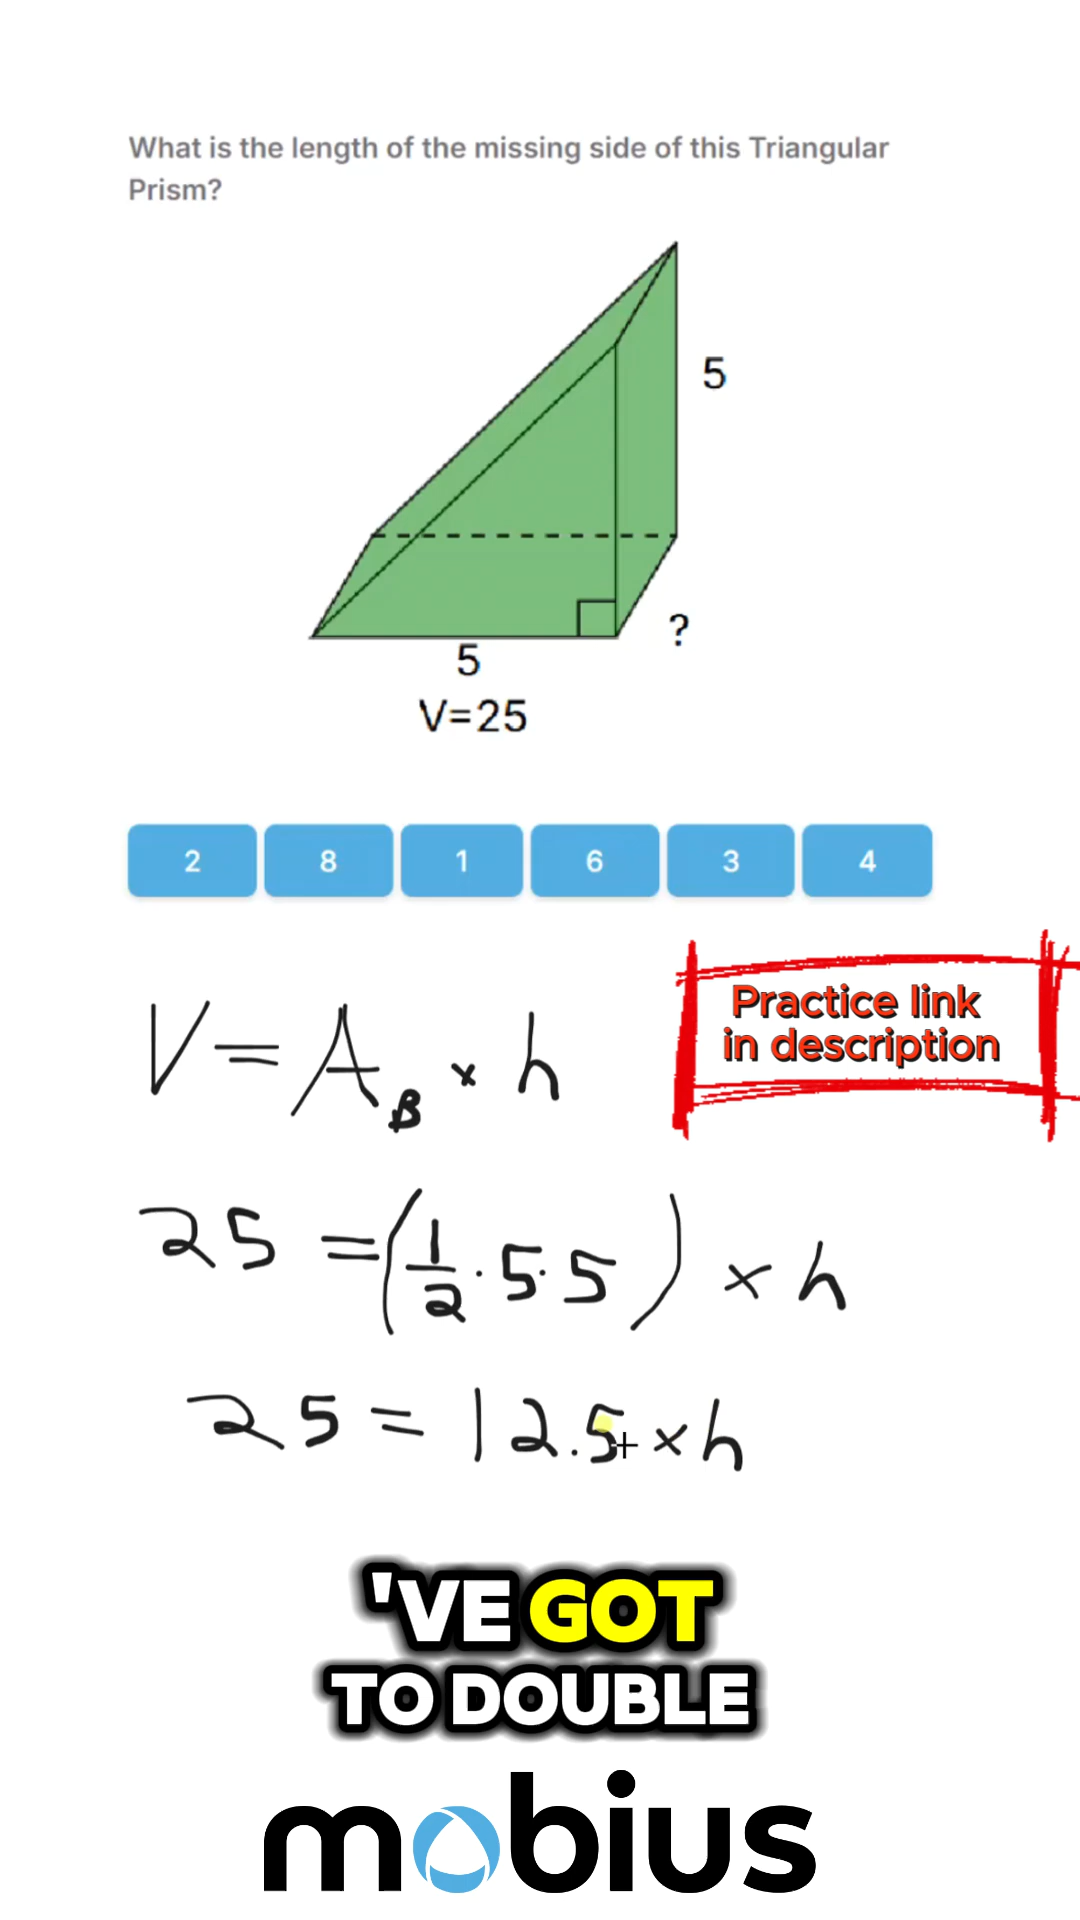 What is the length of the missing side of this Triangular
Prism?
5
?
5
V=25
2 8 1 6 3 4
Practice link
in description
V = A_B × h
25 = (1/2 · 5 · 5) × h
25 = 12.5 × h
'VE GOT
TO DOUBLE
mobius